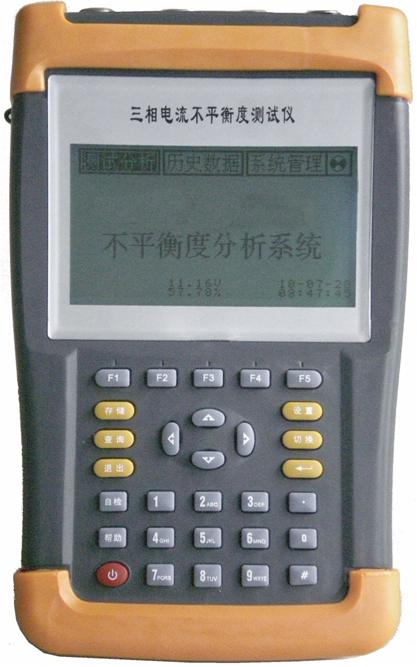 三相电流不平衡度测试仪
测试分析 历史数据 系统管理
不平衡度分析系统
11.16V 10-07-20
57.78% 08:47:45
F1 F2 F3 F4 F5
存储 设置
查询 切换
退出
自检 1 2ABC 3DEF .
帮助 4GHI 5JKL 6MNO 0
7PQRS 8TUV 9WXYZ #